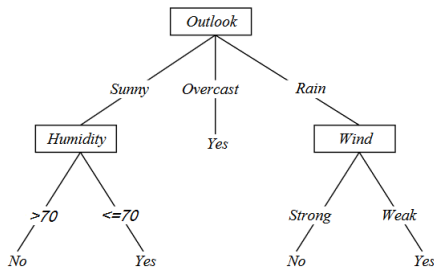 Outlook
Sunny Overcast Rain
Humidity Yes Wind
>70 <=70 Strong Weak
No Yes No Yes